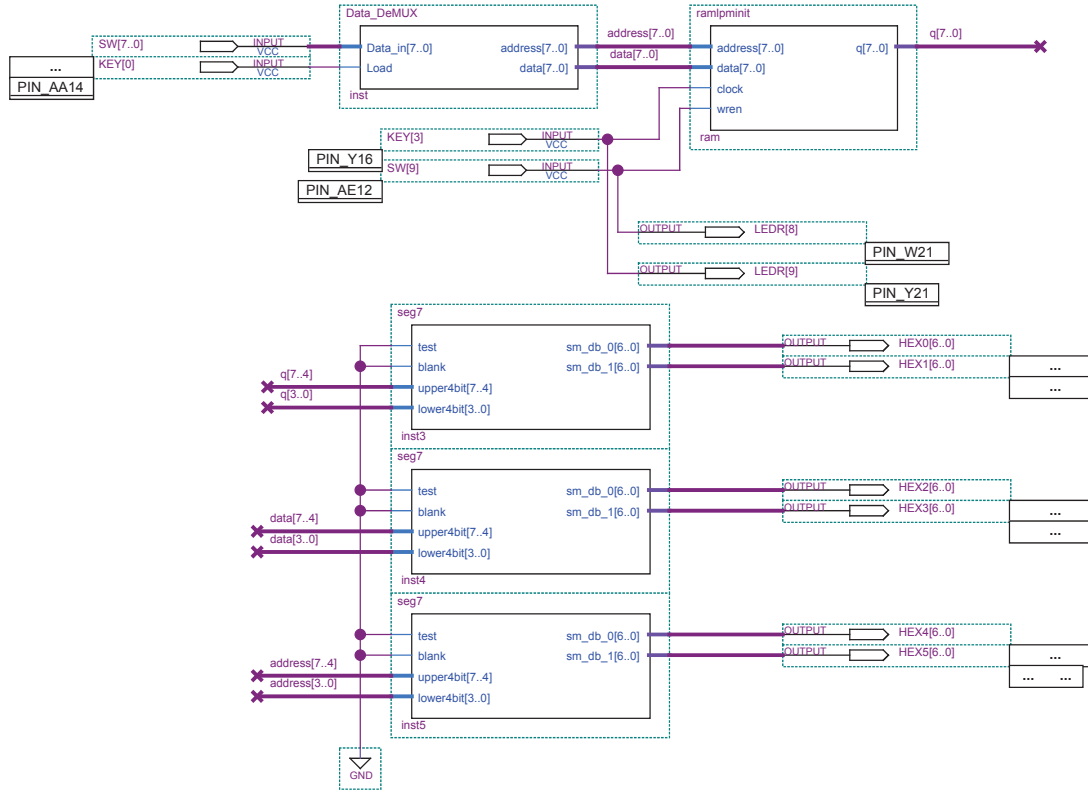 Data_DeMUX
SW[7..0] INPUT VCC
KEY[0] INPUT VCC
...
PIN_AA14
Data_in[7..0] address[7..0]
Load data[7..0]
inst
address[7..0]
data[7..0]
ramlpminit
address[7..0] q[7..0]
data[7..0]
clock
wren
ram
q[7..0]
KEY[3] INPUT VCC
PIN_Y16
SW[9] INPUT VCC
PIN_AE12
OUTPUT LEDR[8]
PIN_W21
OUTPUT LEDR[9]
PIN_Y21
seg7
test sm_db_0[6..0]
blank sm_db_1[6..0]
upper4bit[7..4]
lower4bit[3..0]
inst3
q[7..4]
q[3..0]
OUTPUT HEX0[6..0]
OUTPUT HEX1[6..0]
...
...
seg7
test sm_db_0[6..0]
blank sm_db_1[6..0]
upper4bit[7..4]
lower4bit[3..0]
inst4
data[7..4]
data[3..0]
OUTPUT HEX2[6..0]
OUTPUT HEX3[6..0]
...
...
seg7
test sm_db_0[6..0]
blank sm_db_1[6..0]
upper4bit[7..4]
lower4bit[3..0]
inst5
address[7..4]
address[3..0]
OUTPUT HEX4[6..0]
OUTPUT HEX5[6..0]
...
... ...
GND